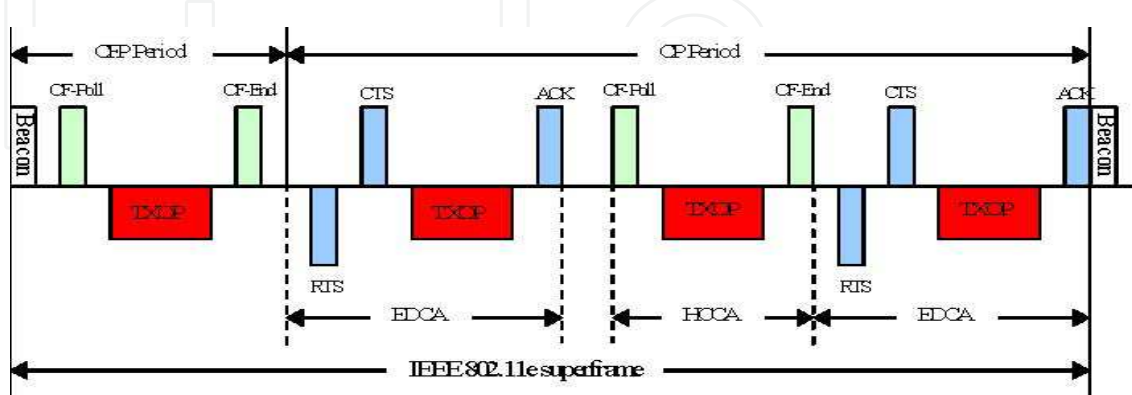 CFP Period
CP Period
CF-Poll
CF-End
CTS
ACK
CF-Poll
CF-End
CTS
ACK
Beacon
Beacon
TXOP
TXOP
TXOP
TXOP
RTS
RTS
EDCA
HCCA
EDCA
IEEE 802.11e superframe